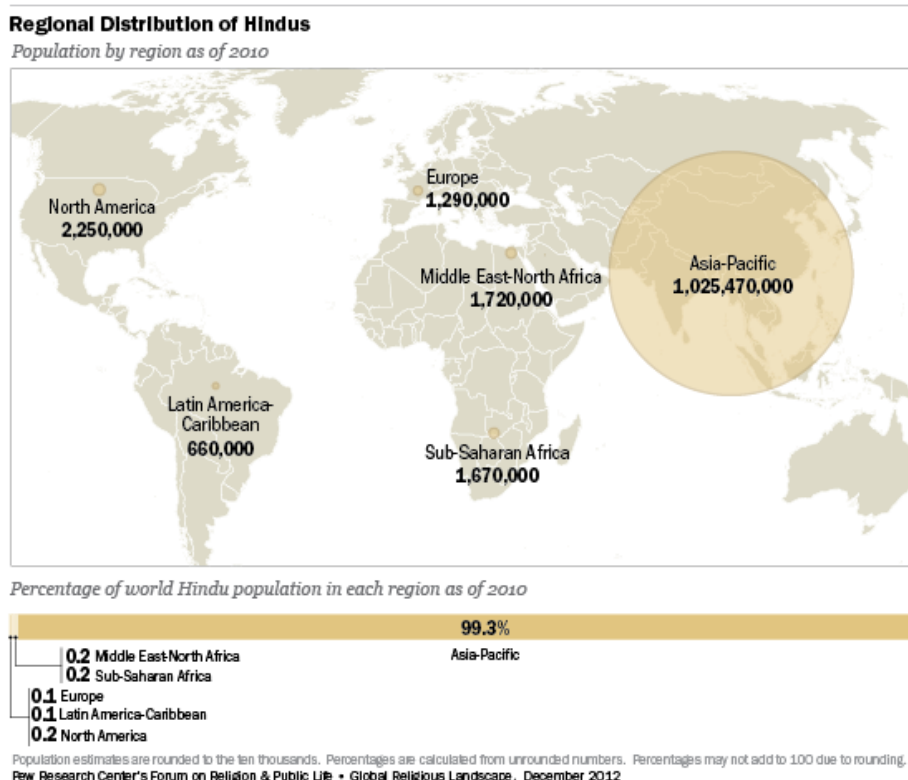 Regional Distribution of Hindus
Population by region as of 2010
Europe
1,290,000
North America
2,250,000
Asia-Pacific
1,025,470,000
Middle East-North Africa
1,720,000
Latin America-
Caribbean
660,000
Sub-Saharan Africa
1,670,000
Percentage of world Hindu population in each region as of 2010
99.3%
Asia-Pacific
0.2 Middle East-North Africa
0.2 Sub-Saharan Africa
0.1 Europe
0.1 Latin America-Caribbean
0.2 North America
Population estimates are rounded to the ten thousands. Percentages are calculated from unrounded numbers. Percentages may not add to 100 due to rounding.
Pew Research Center's Forum on Religion & Public Life • Global Religious Landscape, December 2012